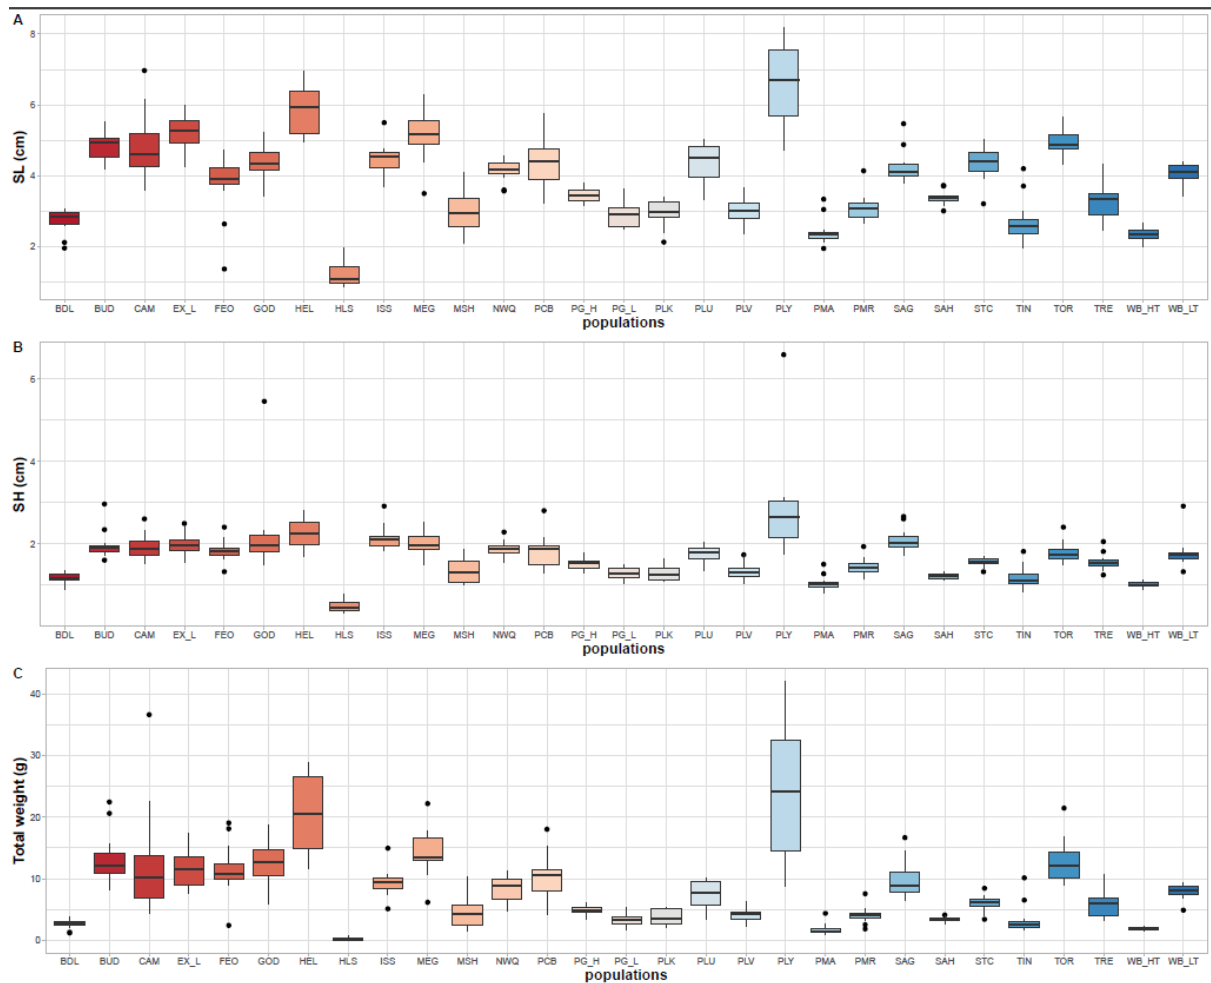 A
8
6
4
2
SL (cm)
BDL BUD CAM EX_L FEO GOD HEL HLS ISS MEG MSH NWQ PCB PG_H PG_L PLK PLU PLV PLY PMA PMR SAG SAH STC TIN TOR TRE WB_HT WB_LT
populations
B
6
4
2
SH (cm)
BDL BUD CAM EX_L FEO GOD HEL HLS ISS MEG MSH NWQ PCB PG_H PG_L PLK PLU PLV PLY PMA PMR SAG SAH STC TIN TOR TRE WB_HT WB_LT
populations
C
40
30
20
10
0
Total weight (g)
BDL BUD CAM EX_L FEO GOD HEL HLS ISS MEG MSH NWQ PCB PG_H PG_L PLK PLU PLV PLY PMA PMR SAG SAH STC TIN TOR TRE WB_HT WB_LT
populations